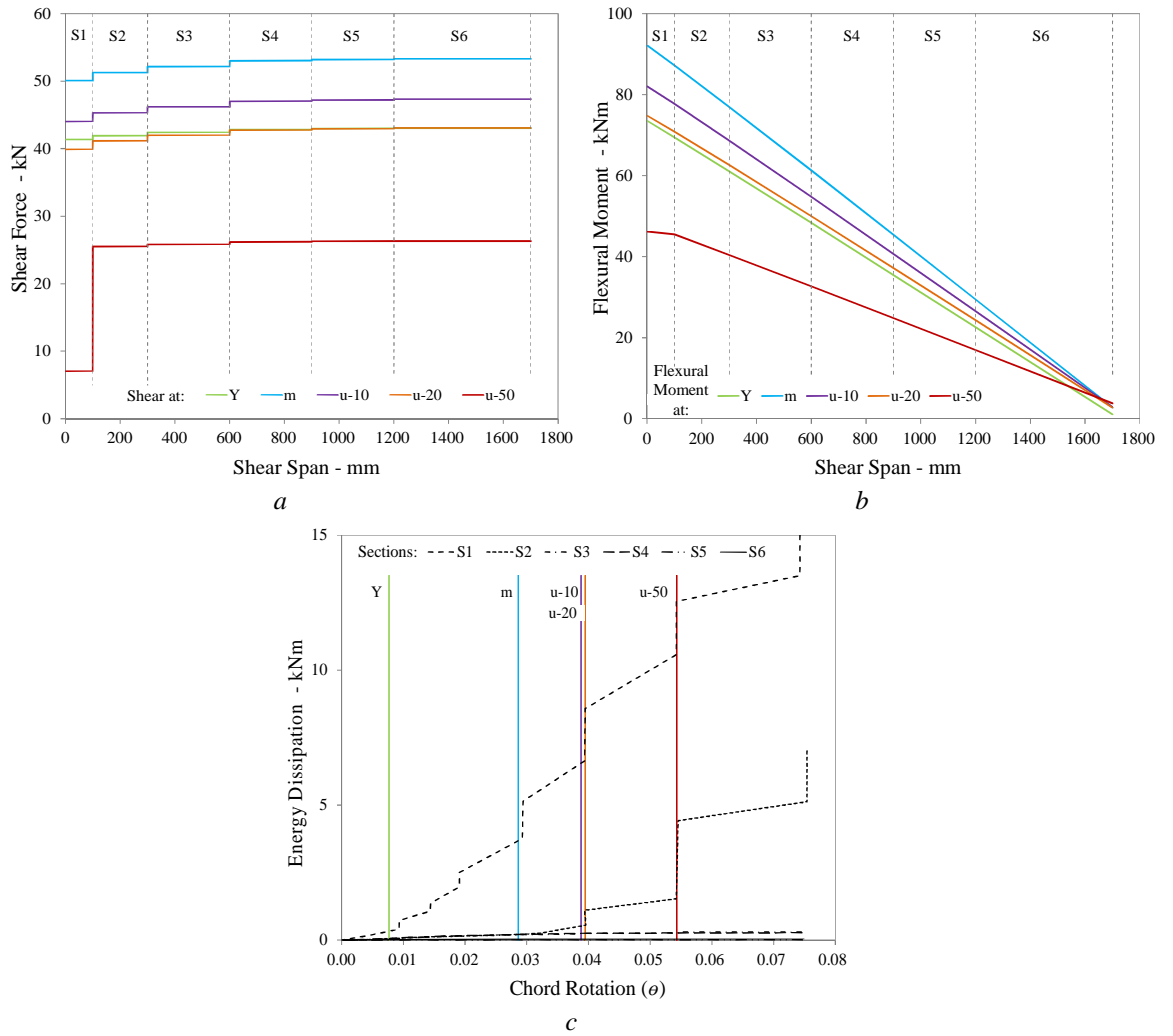 60
50
40
30
20
10
0
Shear Force - kN
S1 S2 S3 S4 S5 S6
Shear at: Y m u-10 u-20 u-50
0 200 400 600 800 1000 1200 1400 1600 1800
Shear Span - mm
a
100
80
60
40
20
0
Flexural Moment - kNm
S1 S2 S3 S4 S5 S6
Flexural
Moment
at:
Y m u-10 u-20 u-50
0 200 400 600 800 1000 1200 1400 1600 1800
Shear Span - mm
b
15
10
5
0
Energy Dissipation - kNm
Sections: S1 S2 S3 S4 S5 S6
Y m u-10 u-50
u-20
0.00 0.01 0.02 0.03 0.04 0.05 0.06 0.07 0.08
Chord Rotation (ɵ)
c